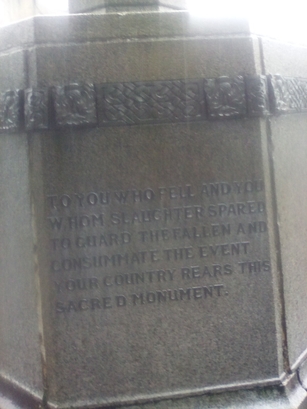 TO YOU WHO FELL AND YOU
WHOM SLAUGHTER SPARED
TO GUARD THE FALLEN AND
CONSUMMATE THE EVENT
YOUR COUNTRY REARS THIS
SACRED MONUMENT.